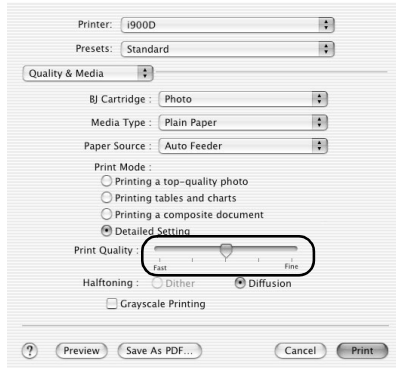 Printer: i900D
Presets: Standard
Quality & Media
BJ Cartridge : Photo
Media Type : Plain Paper
Paper Source : Auto Feeder
Print Mode :
Printing a top-quality photo
Printing tables and charts
Printing a composite document
Detailed Setting
Print Quality :
Fast Fine
Halftoning : Dither Diffusion
Grayscale Printing
? Preview Save As PDF... Cancel Print